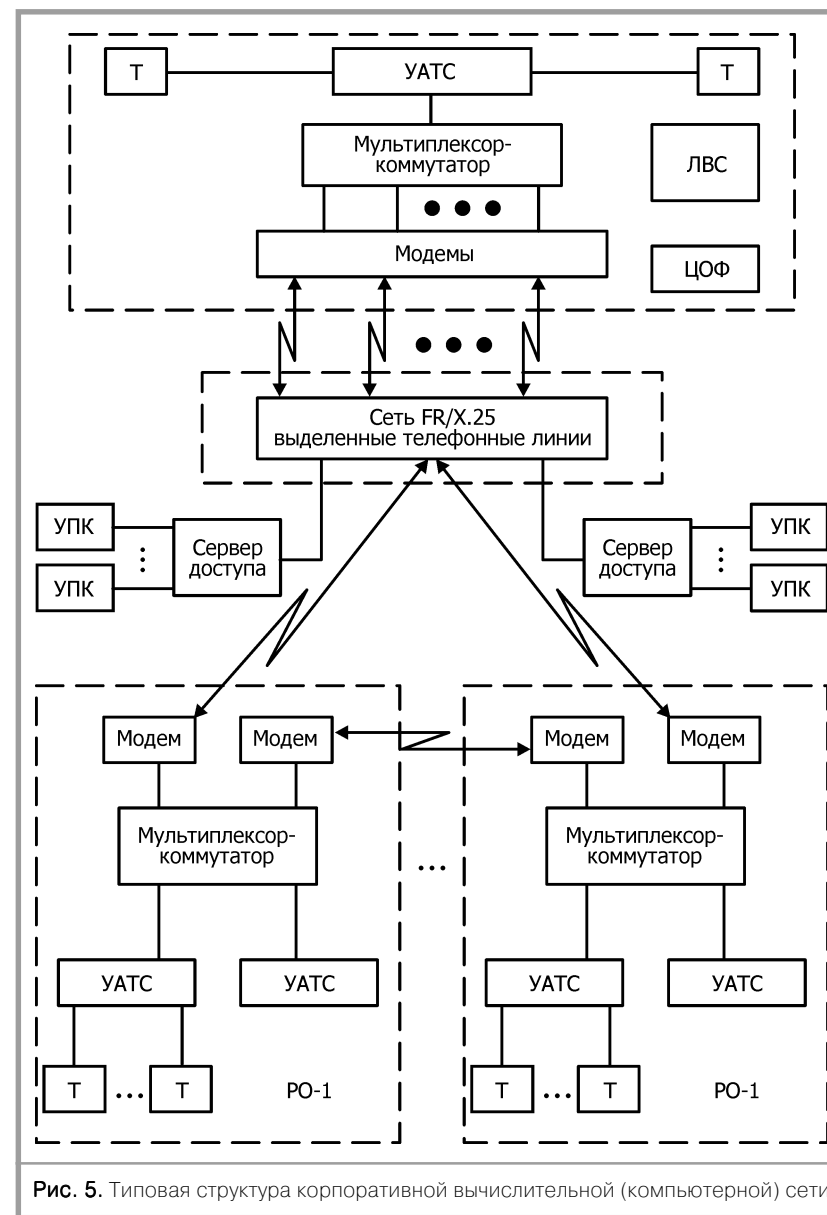 Т УАТС Т
Мультиплексор-
коммутатор
ЛВС
Модемы
ЦОФ
Сеть FR/X.25
выделенные телефонные линии
УПК
УПК
Сервер
доступа
Сервер
доступа
УПК
УПК
Модем Модем
Модем Модем
Мультиплексор-
коммутатор
...
Мультиплексор-
коммутатор
УАТС УАТС
УАТС УАТС
Т ... Т РО-1
Т ... Т РО-1
Рис. 5. Типовая структура корпоративной вычислительной (компьютерной) сети